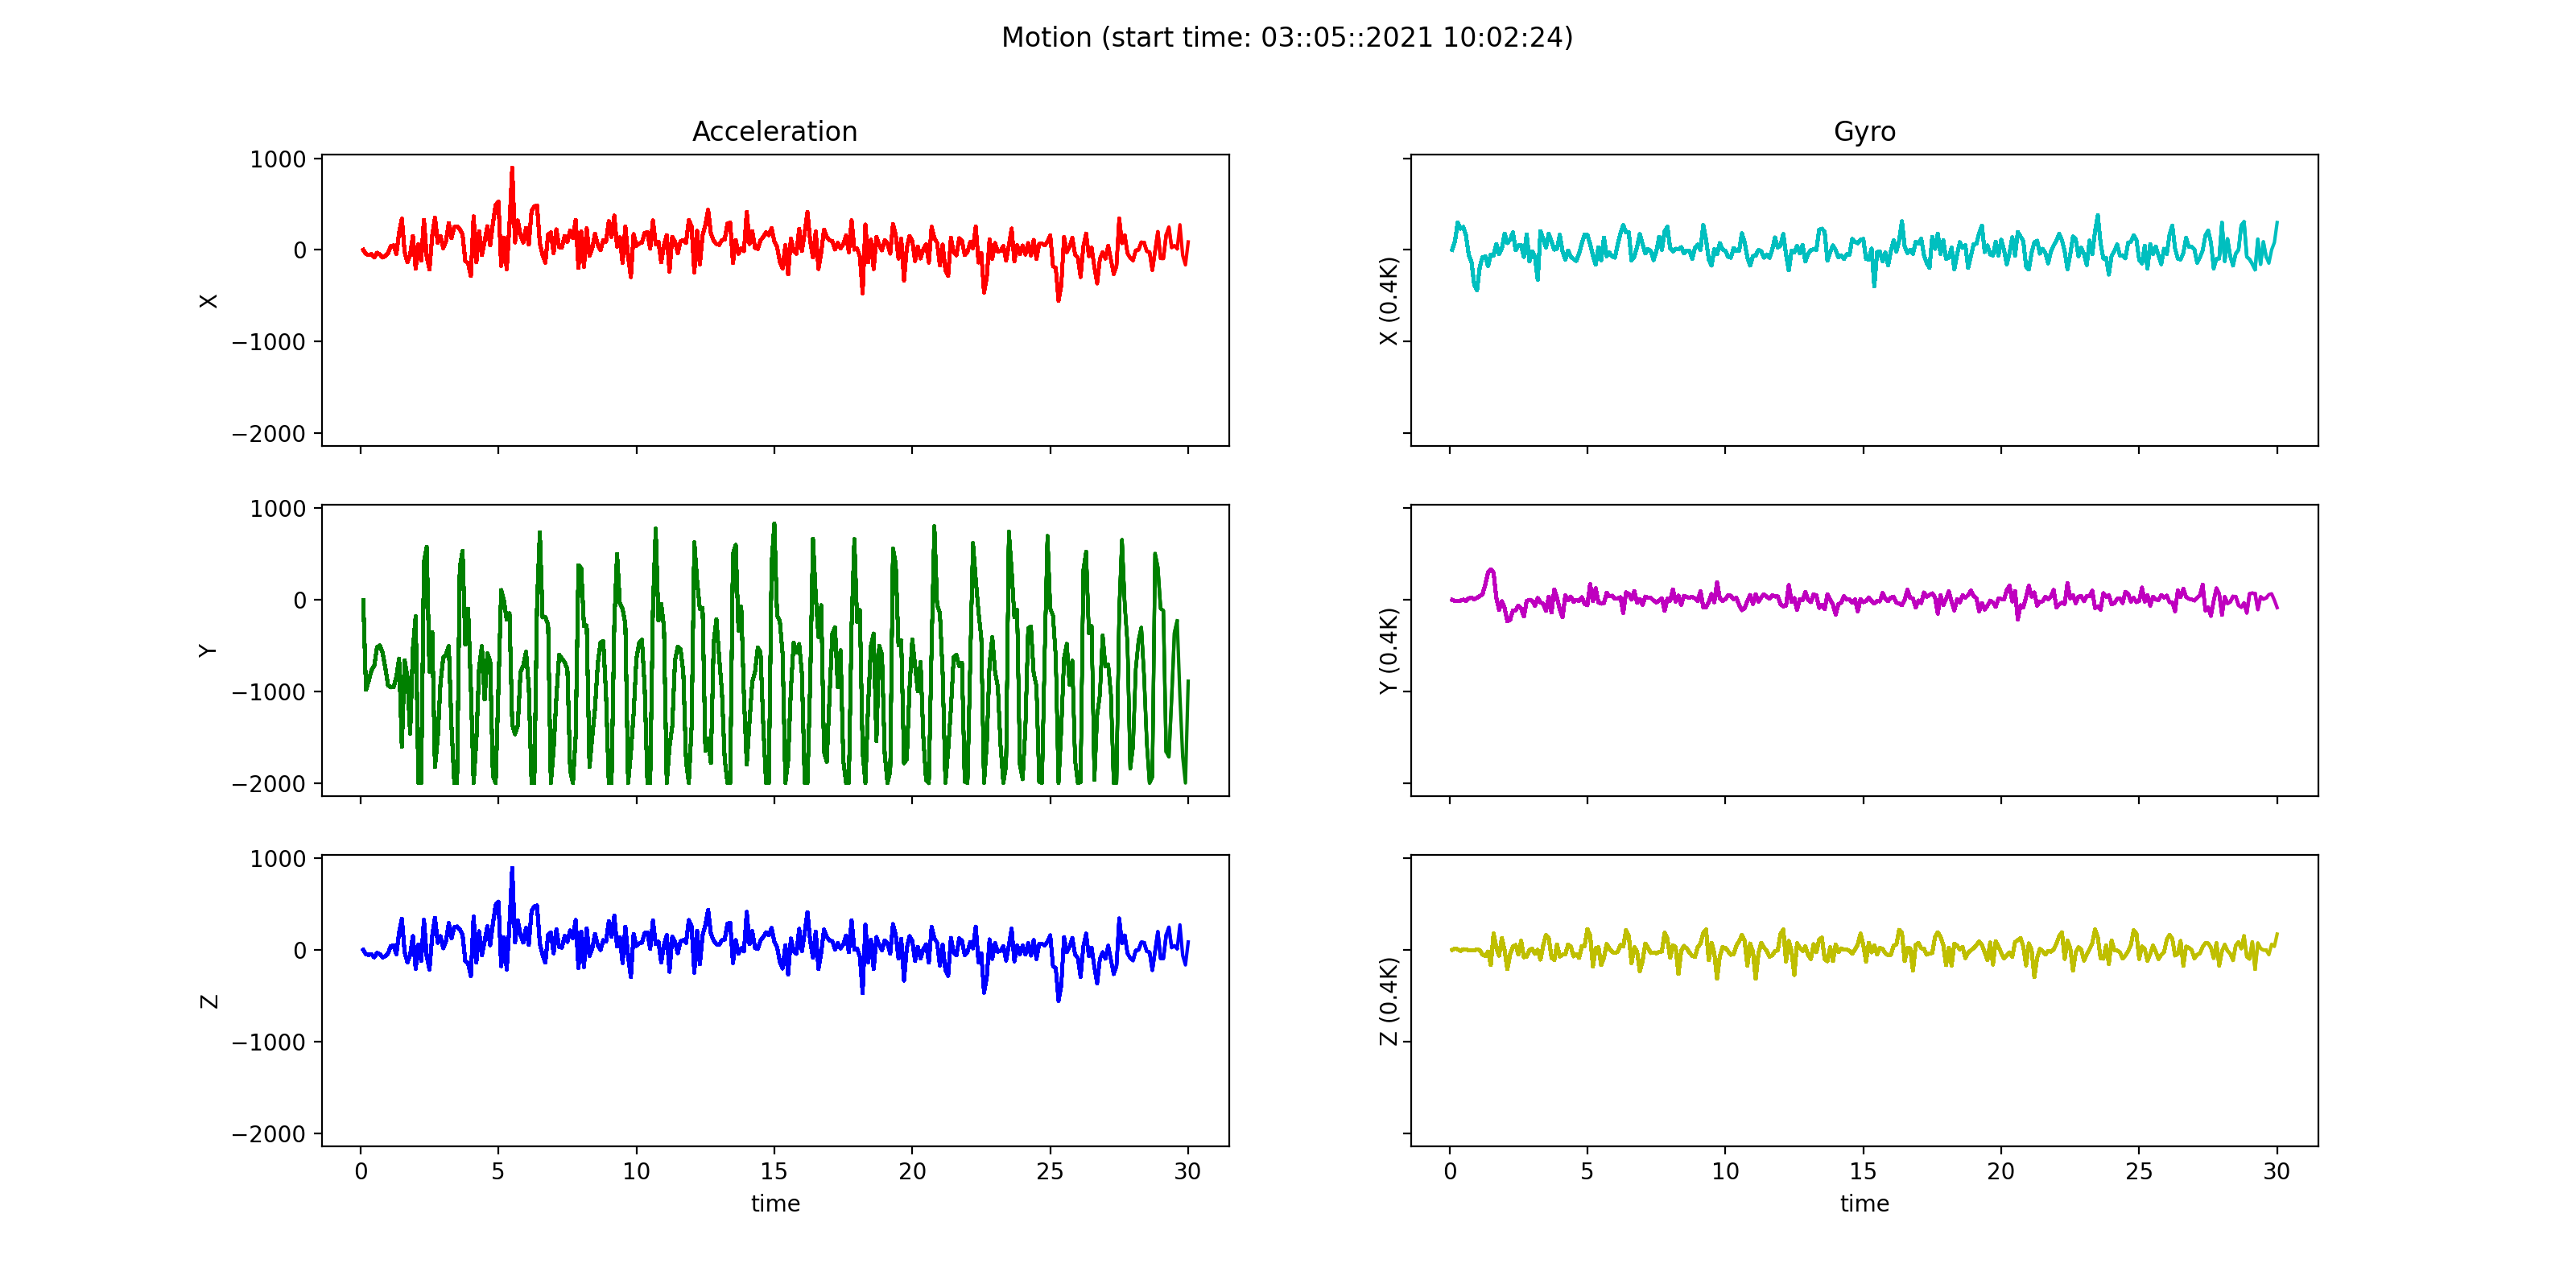 Motion (start time: 03::05::2021 10:02:24)
Acceleration
Gyro
1000
0
−1000
−2000
X
X (0.4K)
1000
0
−1000
−2000
Y
Y (0.4K)
1000
0
−1000
−2000
Z
Z (0.4K)
0 5 10 15 20 25 30
time
0 5 10 15 20 25 30
time